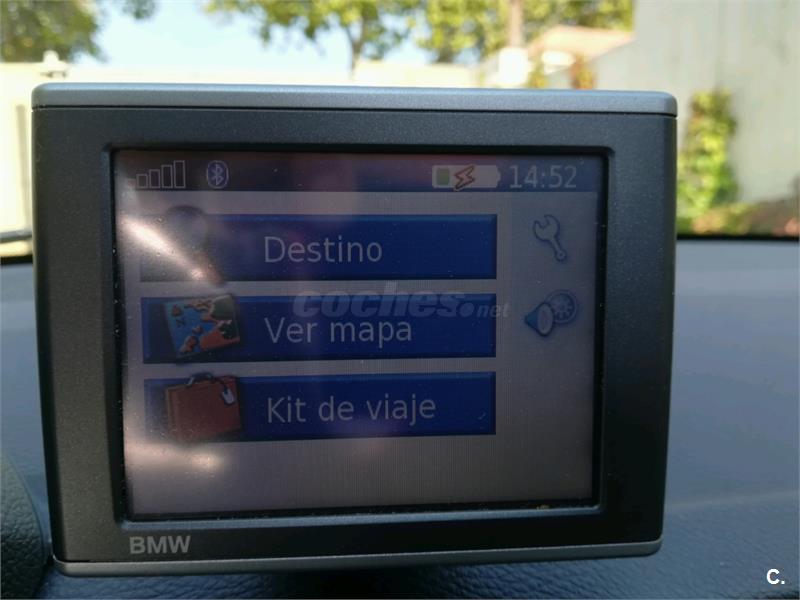 14:52
Destino
coches.net
Ver mapa
Kit de viaje
BMW
C.